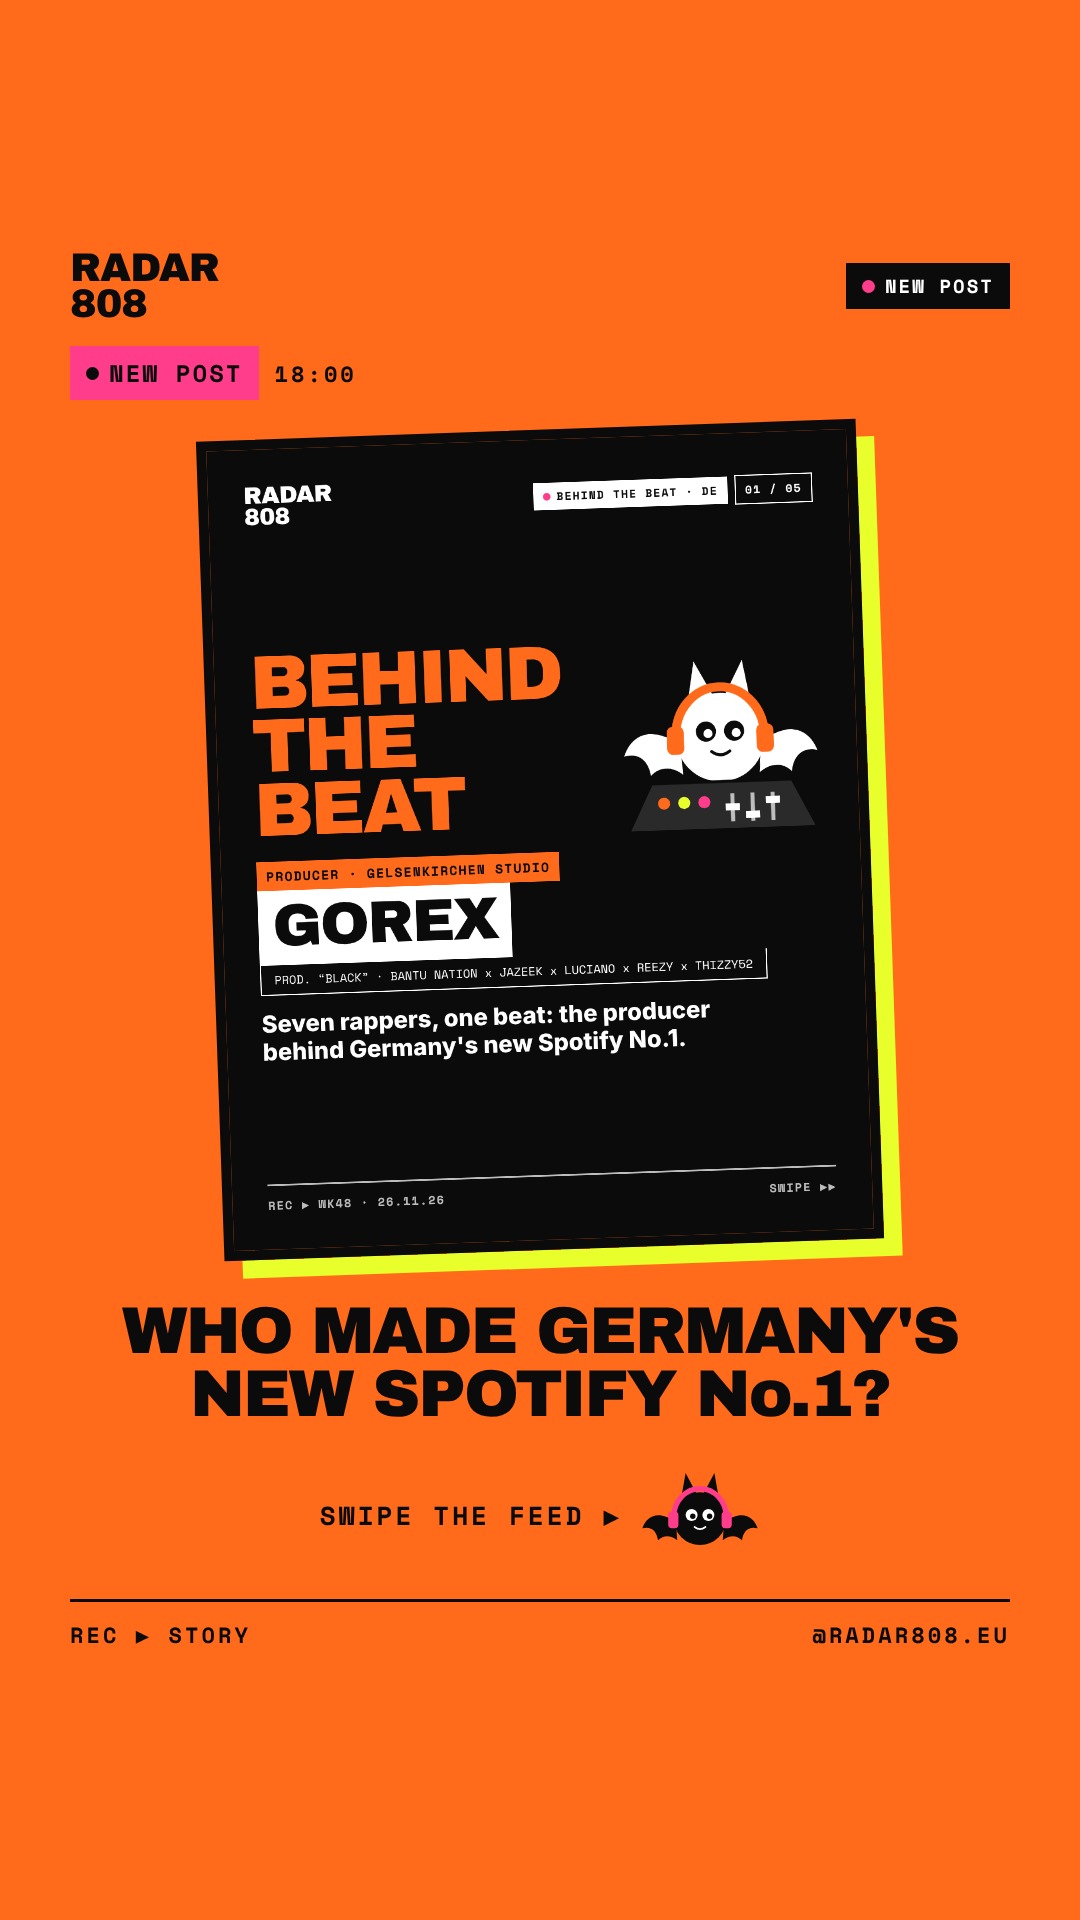 RADAR
808
NEW POST
NEW POST 18:00
RADAR
808
BEHIND THE BEAT · DE
01 / 05
BEHIND
THE
BEAT
PRODUCER · GELSENKIRCHEN STUDIO
GOREX
PROD. “BLACK” · BANTU NATION x JAZEEK x LUCIANO x REEZY x THIZZY52
Seven rappers, one beat: the producer
behind Germany's new Spotify No.1.
REC ▶ WK48 · 26.11.26
SWIPE ▶▶
WHO MADE GERMANY'S
NEW SPOTIFY No.1?
SWIPE THE FEED ▶
REC ▶ STORY
@RADAR808.EU